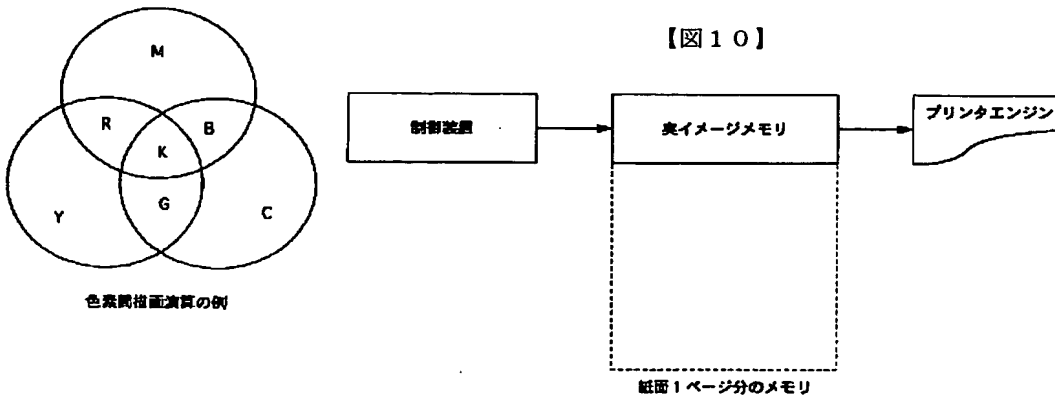 M
R
B
K
Y
G
C
色素間描画演算の例
【図１０】
制御装置
実イメージメモリ
プリンタエンジン
紙面１ページ分のメモリ